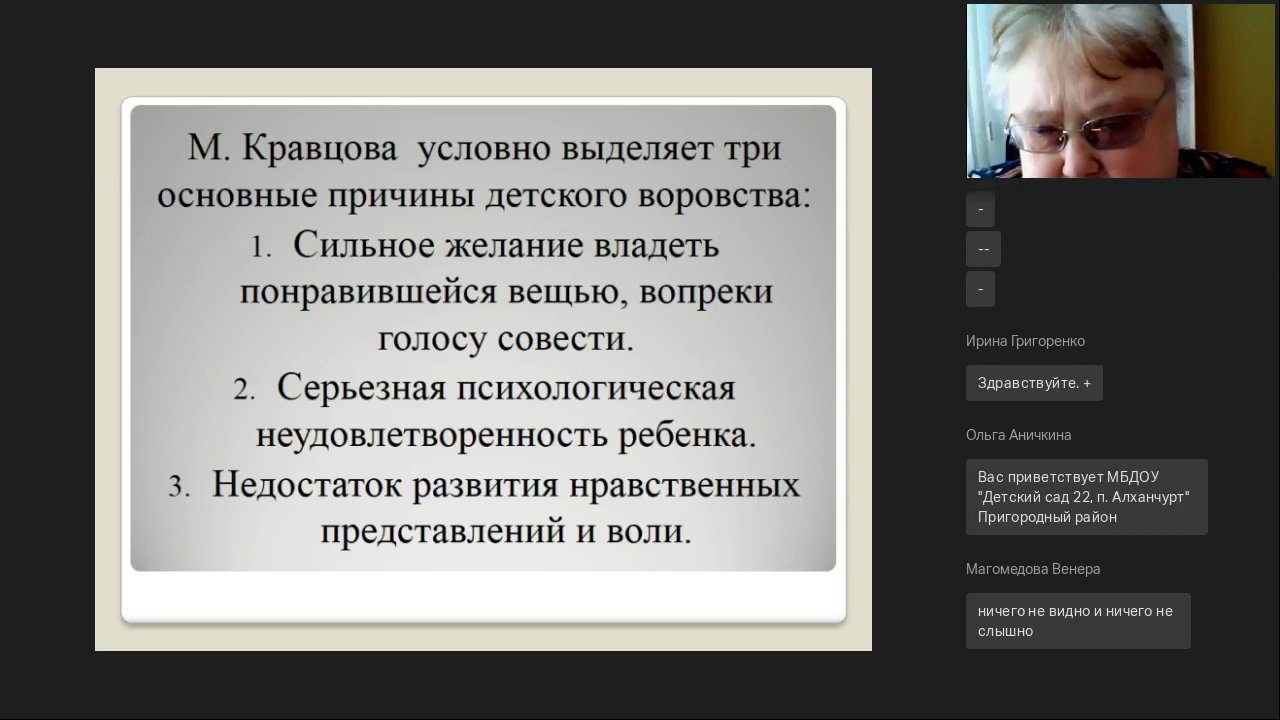 М. Кравцова условно выделяет три
основные причины детского воровства:
1. Сильное желание владеть
понравившейся вещью, вопреки
голосу совести.
2. Серьезная психологическая
неудовлетворенность ребенка.
3. Недостаток развития нравственных
представлений и воли.
-
--
-
Ирина Григоренко
Здравствуйте. +
Ольга Аничкина
Вас приветствует МБДОУ
"Детский сад 22, п. Алханчурт"
Пригородный район
Магомедова Венера
ничего не видно и ничего не
слышно